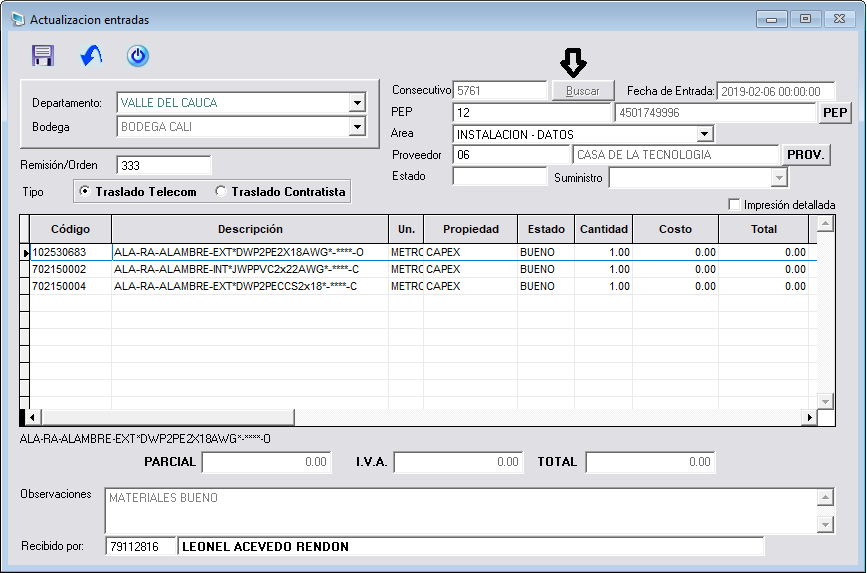 Actualizacion entradas
Departamento: VALLE DEL CAUCA
Bodega BODEGA CALI
Consecutivo 5761 Buscar Fecha de Entrada: 2019-02-06 00:00:00
PEP 12 4501749996 PEP
Area INSTALACION - DATOS
Remisión/Orden 333
Proveedor 06 CASA DE LA TECNOLOGIA PROV.
Estado Suministro
Tipo Traslado Telecom Traslado Contratista
Impresión detallada
Código Descripción Un. Propiedad Estado Cantidad Costo Total
102530683 ALA-RA-ALAMBRE-EXT*DWP2PE2X18AWG*-****-O METRO CAPEX BUENO 1.00 0.00 0.00
702150002 ALA-RA-ALAMBRE-INT*JWPPVC2x22AWG*-****-C METRO CAPEX BUENO 1.00 0.00 0.00
702150004 ALA-RA-ALAMBRE-EXT*DWP2PECCS2x18*-****-C METRO CAPEX BUENO 1.00 0.00 0.00
ALA-RA-ALAMBRE-EXT*DWP2PE2X18AWG*-****-O
PARCIAL 0.00 I.V.A. 0.00 TOTAL 0.00
Observaciones MATERIALES BUENO
Recibido por: 79112816 LEONEL ACEVEDO RENDON